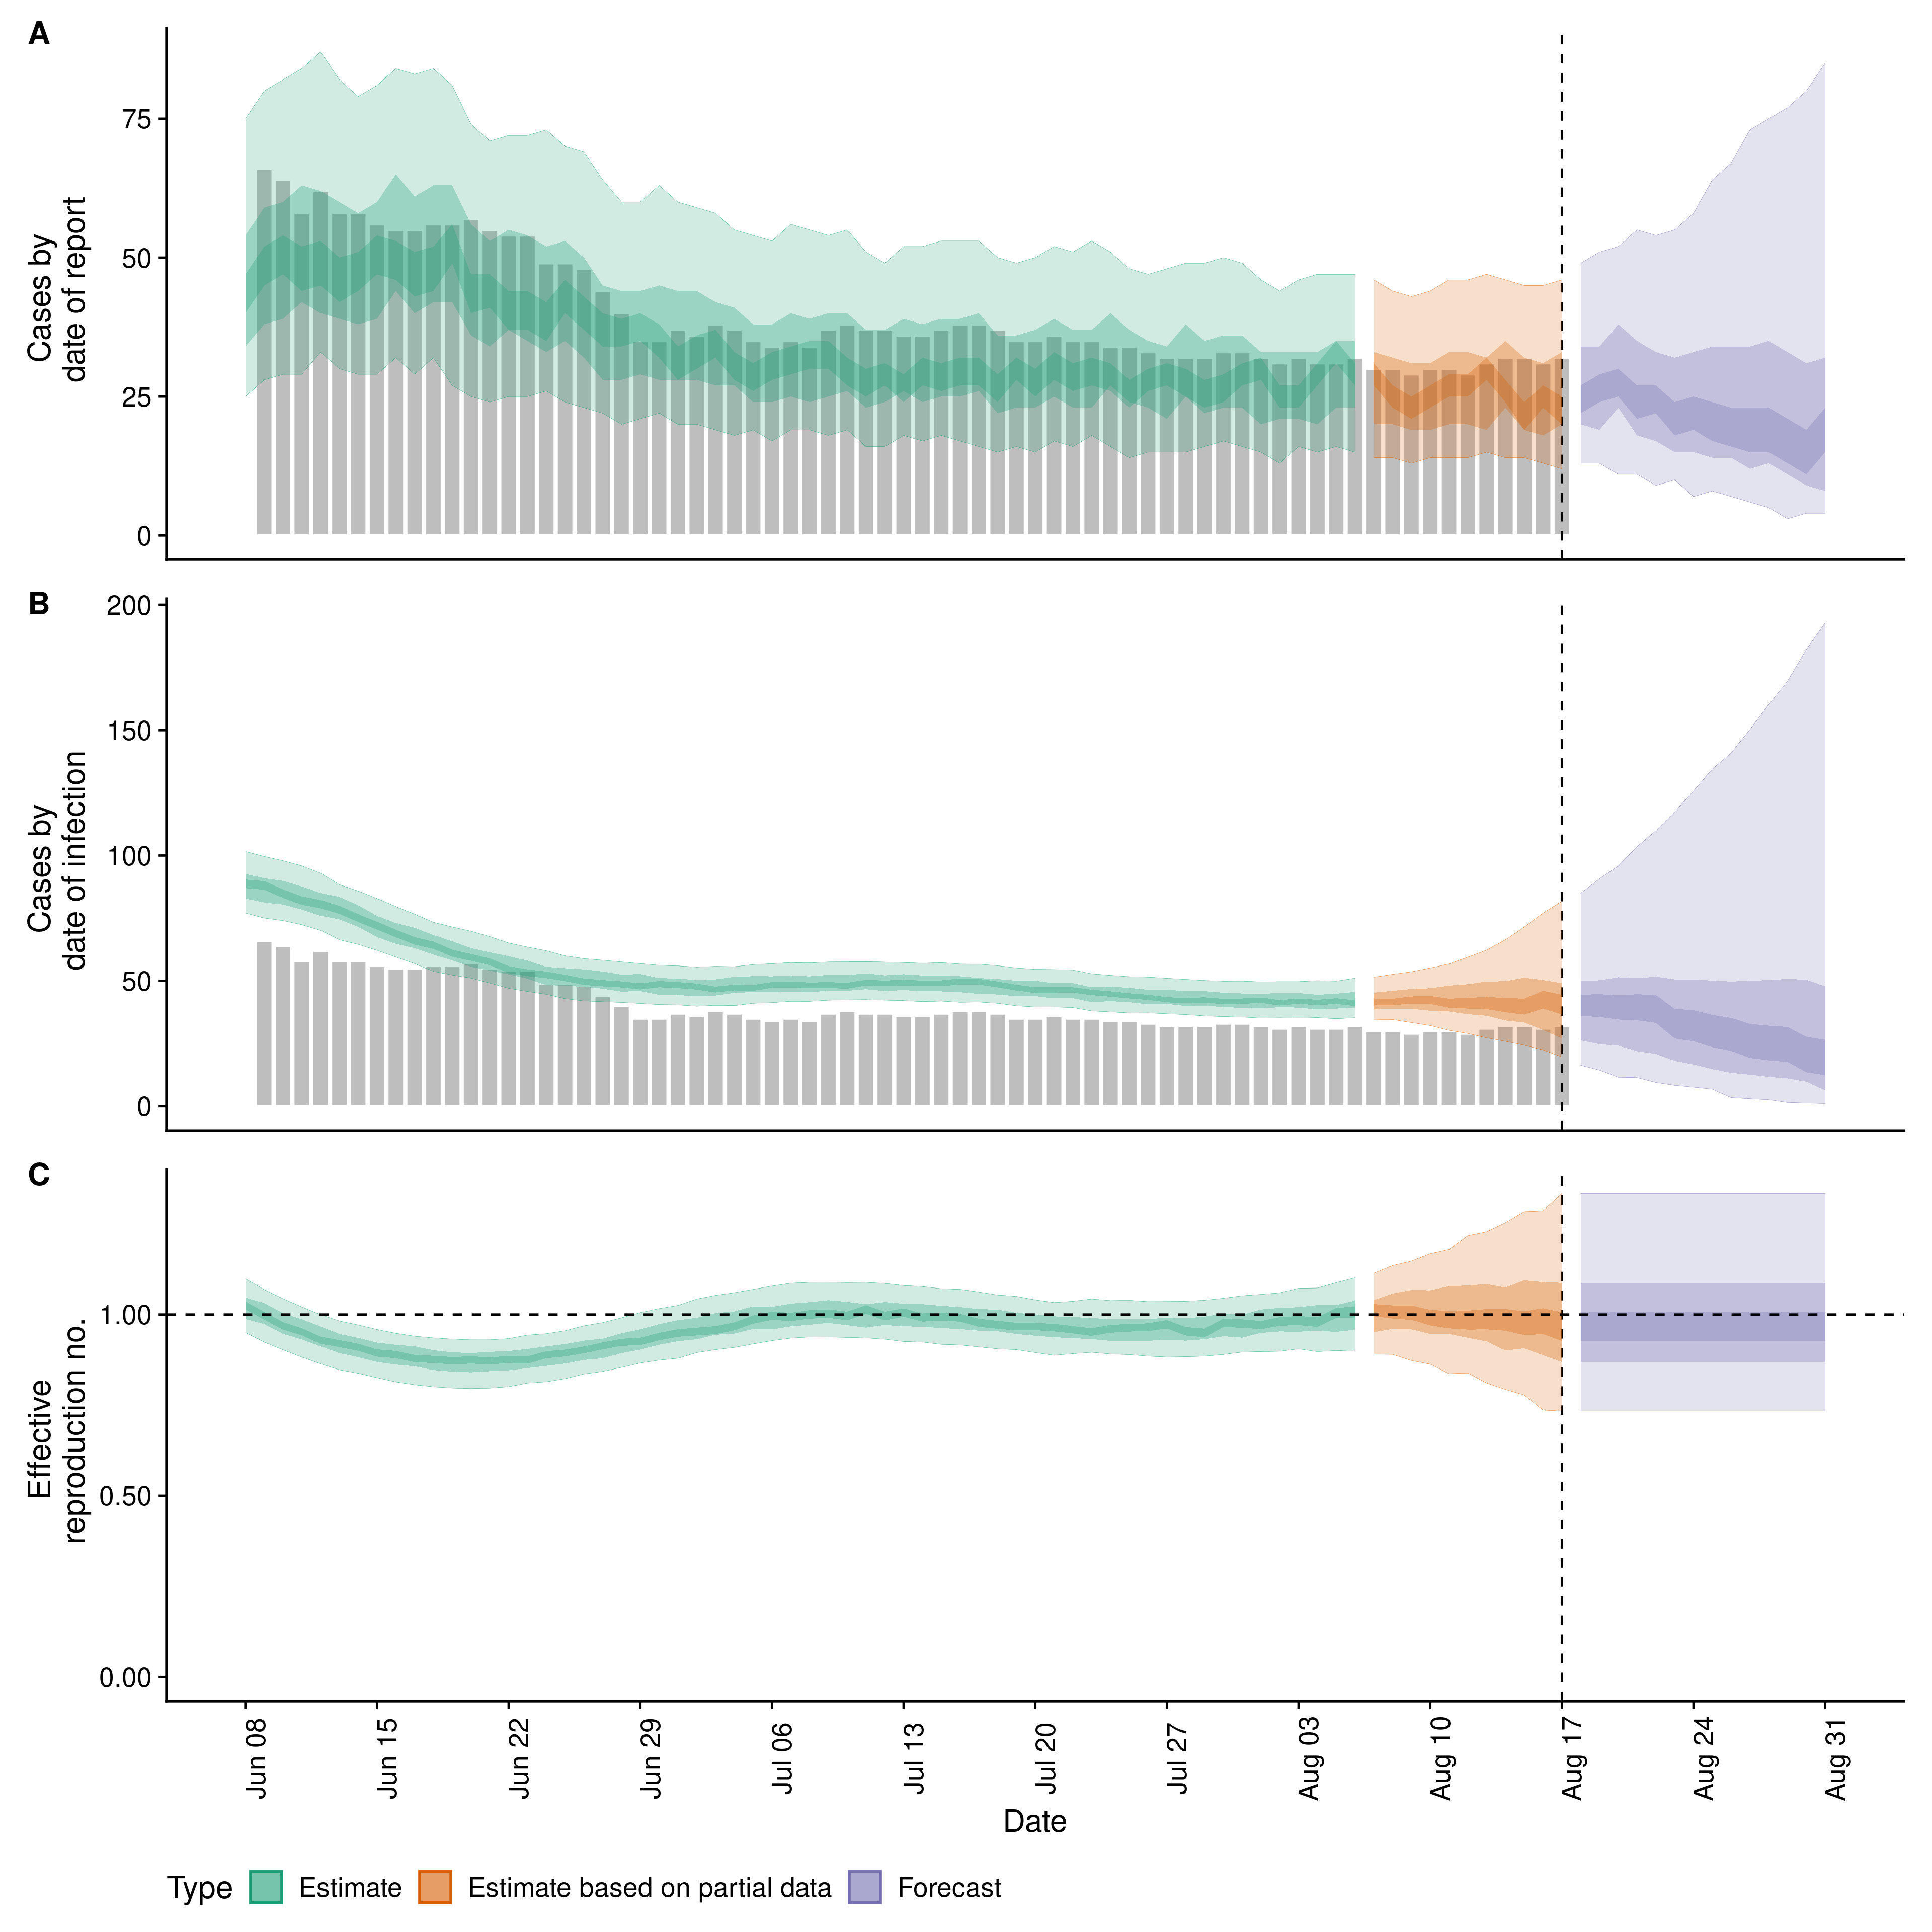 A
Cases by
date of report
75
50
25
0
B
Cases by
date of infection
200
150
100
50
0
C
Effective
reproduction no.
1.00
0.50
0.00
Jun 08
Jun 15
Jun 22
Jun 29
Jul 06
Jul 13
Jul 20
Jul 27
Aug 03
Aug 10
Aug 17
Aug 24
Aug 31
Date
Type Estimate Estimate based on partial data Forecast